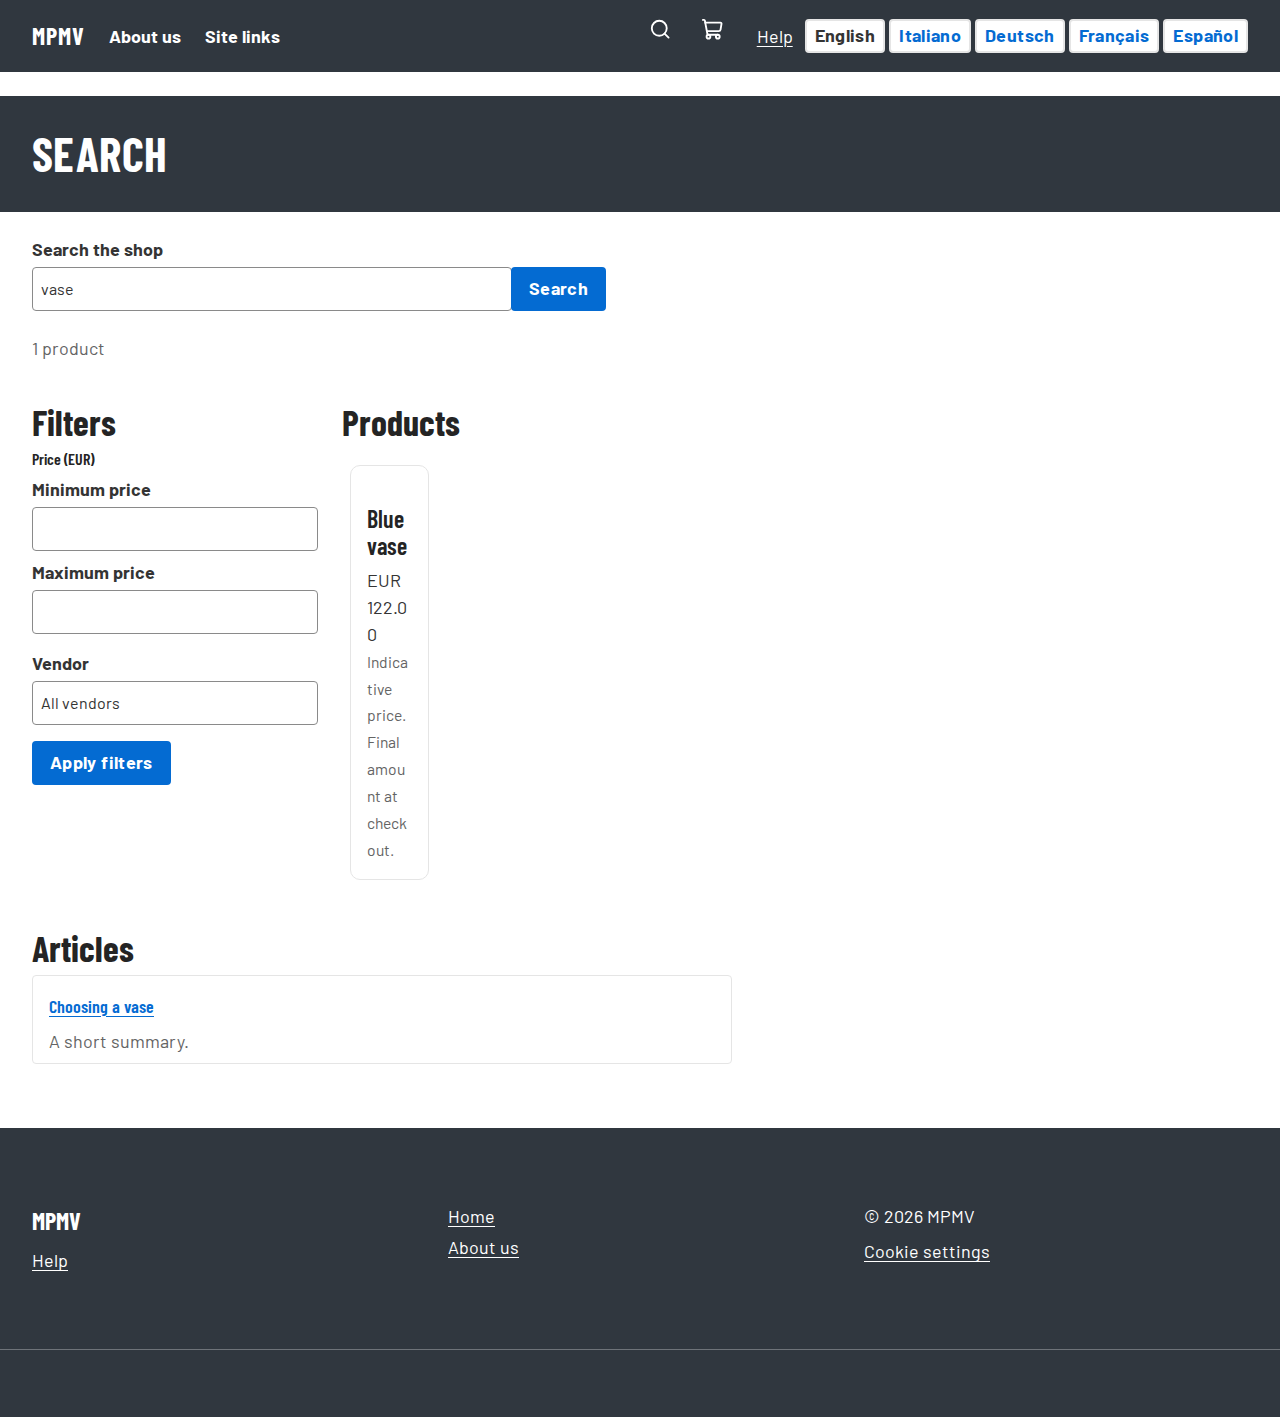 MPMV
About us
Site links
Help
English
Italiano
Deutsch
Français
Español
SEARCH
Search the shop
vase
Search
1 product
Filters
Price (EUR)
Minimum price
Maximum price
Vendor
All vendors
Apply filters
Products
Blue
vase
EUR
122.0
0
Indica
tive
price.
Final
amou
nt at
check
out.
Articles
Choosing a vase
A short summary.
MPMV
Help
Home
About us
© 2026 MPMV
Cookie settings